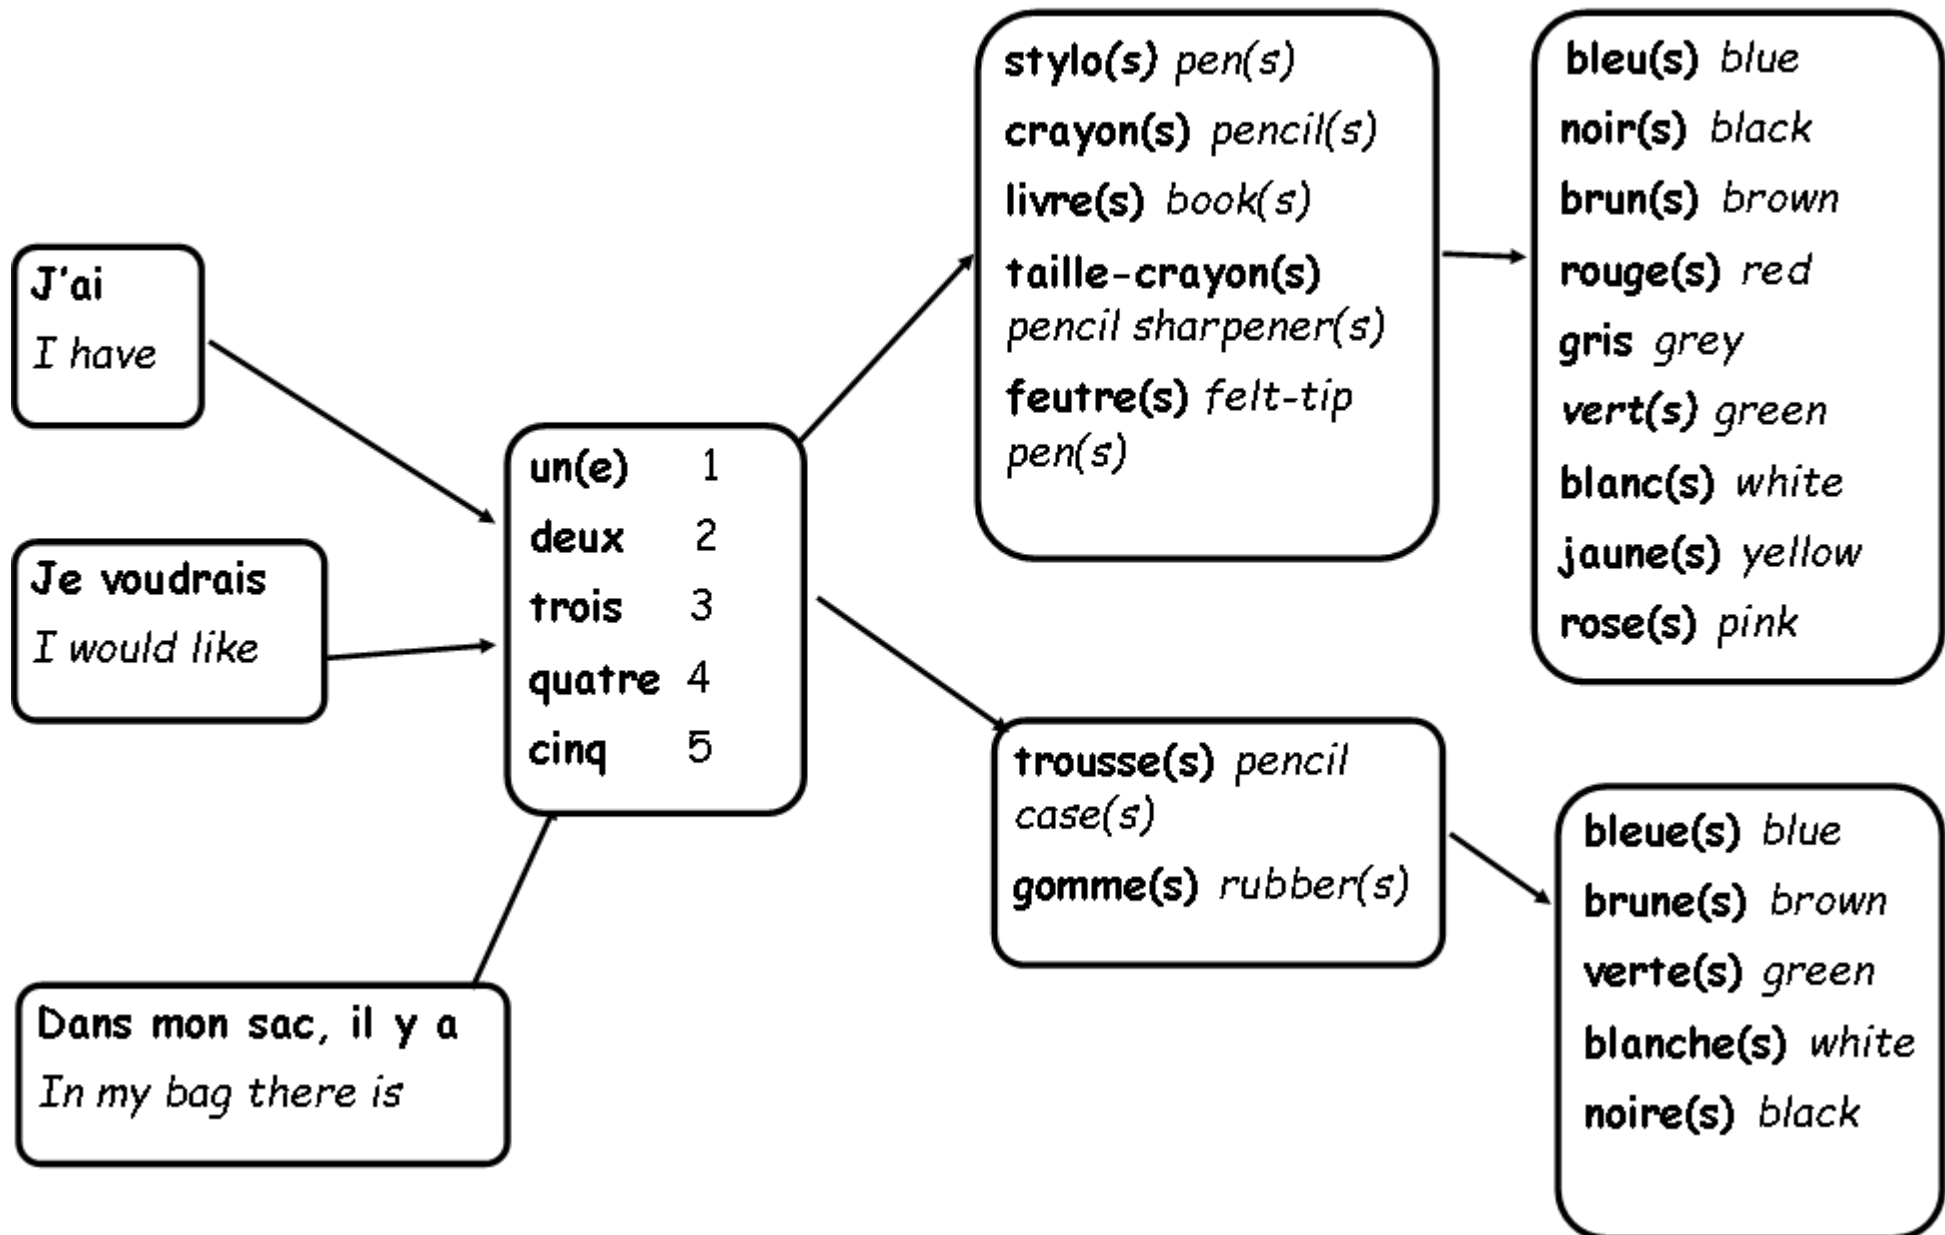 J'ai
I have
Je voudrais
I would like
Dans mon sac, il y a
In my bag there is
un(e) 1
deux 2
trois 3
quatre 4
cinq 5
stylo(s) pen(s)
crayon(s) pencil(s)
livre(s) book(s)
taille-crayon(s)
pencil sharpener(s)
feutre(s) felt-tip
pen(s)
bleu(s) blue
noir(s) black
brun(s) brown
rouge(s) red
gris grey
vert(s) green
blanc(s) white
jaune(s) yellow
rose(s) pink
trousse(s) pencil
case(s)
gomme(s) rubber(s)
bleue(s) blue
brune(s) brown
verte(s) green
blanche(s) white
noire(s) black